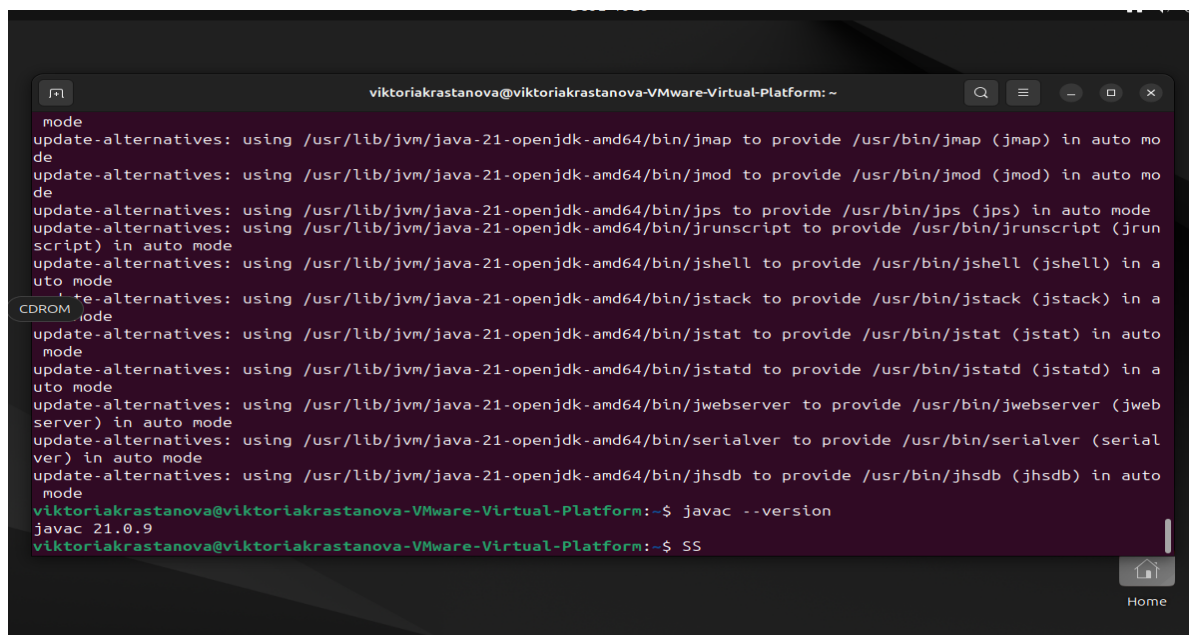 viktoriakrastanova@viktoriakrastanova-VMware-Virtual-Platform: ~
mode
update-alternatives: using /usr/lib/jvm/java-21-openjdk-amd64/bin/jmap to provide /usr/bin/jmap (jmap) in auto mo
de
update-alternatives: using /usr/lib/jvm/java-21-openjdk-amd64/bin/jmod to provide /usr/bin/jmod (jmod) in auto mo
de
update-alternatives: using /usr/lib/jvm/java-21-openjdk-amd64/bin/jps to provide /usr/bin/jps (jps) in auto mode
update-alternatives: using /usr/lib/jvm/java-21-openjdk-amd64/bin/jrunscript to provide /usr/bin/jrunscript (jrun
script) in auto mode
update-alternatives: using /usr/lib/jvm/java-21-openjdk-amd64/bin/jshell to provide /usr/bin/jshell (jshell) in a
uto mode
te-alternatives: using /usr/lib/jvm/java-21-openjdk-amd64/bin/jstack to provide /usr/bin/jstack (jstack) in a
CDROM
ode
update-alternatives: using /usr/lib/jvm/java-21-openjdk-amd64/bin/jstat to provide /usr/bin/jstat (jstat) in auto
mode
update-alternatives: using /usr/lib/jvm/java-21-openjdk-amd64/bin/jstatd to provide /usr/bin/jstatd (jstatd) in a
uto mode
update-alternatives: using /usr/lib/jvm/java-21-openjdk-amd64/bin/jwebserver to provide /usr/bin/jwebserver (jweb
server) in auto mode
update-alternatives: using /usr/lib/jvm/java-21-openjdk-amd64/bin/serialver to provide /usr/bin/serialver (serial
ver) in auto mode
update-alternatives: using /usr/lib/jvm/java-21-openjdk-amd64/bin/jhsdb to provide /usr/bin/jhsdb (jhsdb) in auto
mode
viktoriakrastanova@viktoriakrastanova-VMware-Virtual-Platform:~$ javac --version
javac 21.0.9
viktoriakrastanova@viktoriakrastanova-VMware-Virtual-Platform:~$ SS
Home